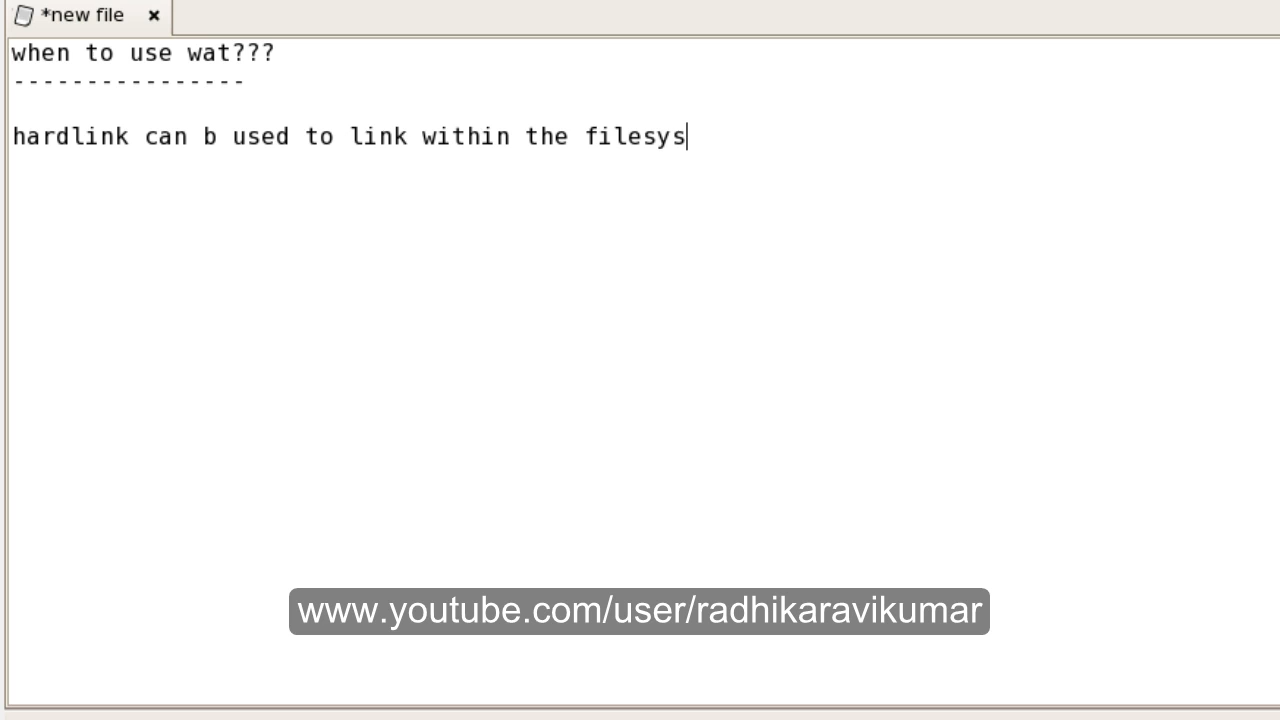 *new file
when to use wat???
----------------
hardlink can b used to link within the filesys
www.youtube.com/user/radhikaravikumar